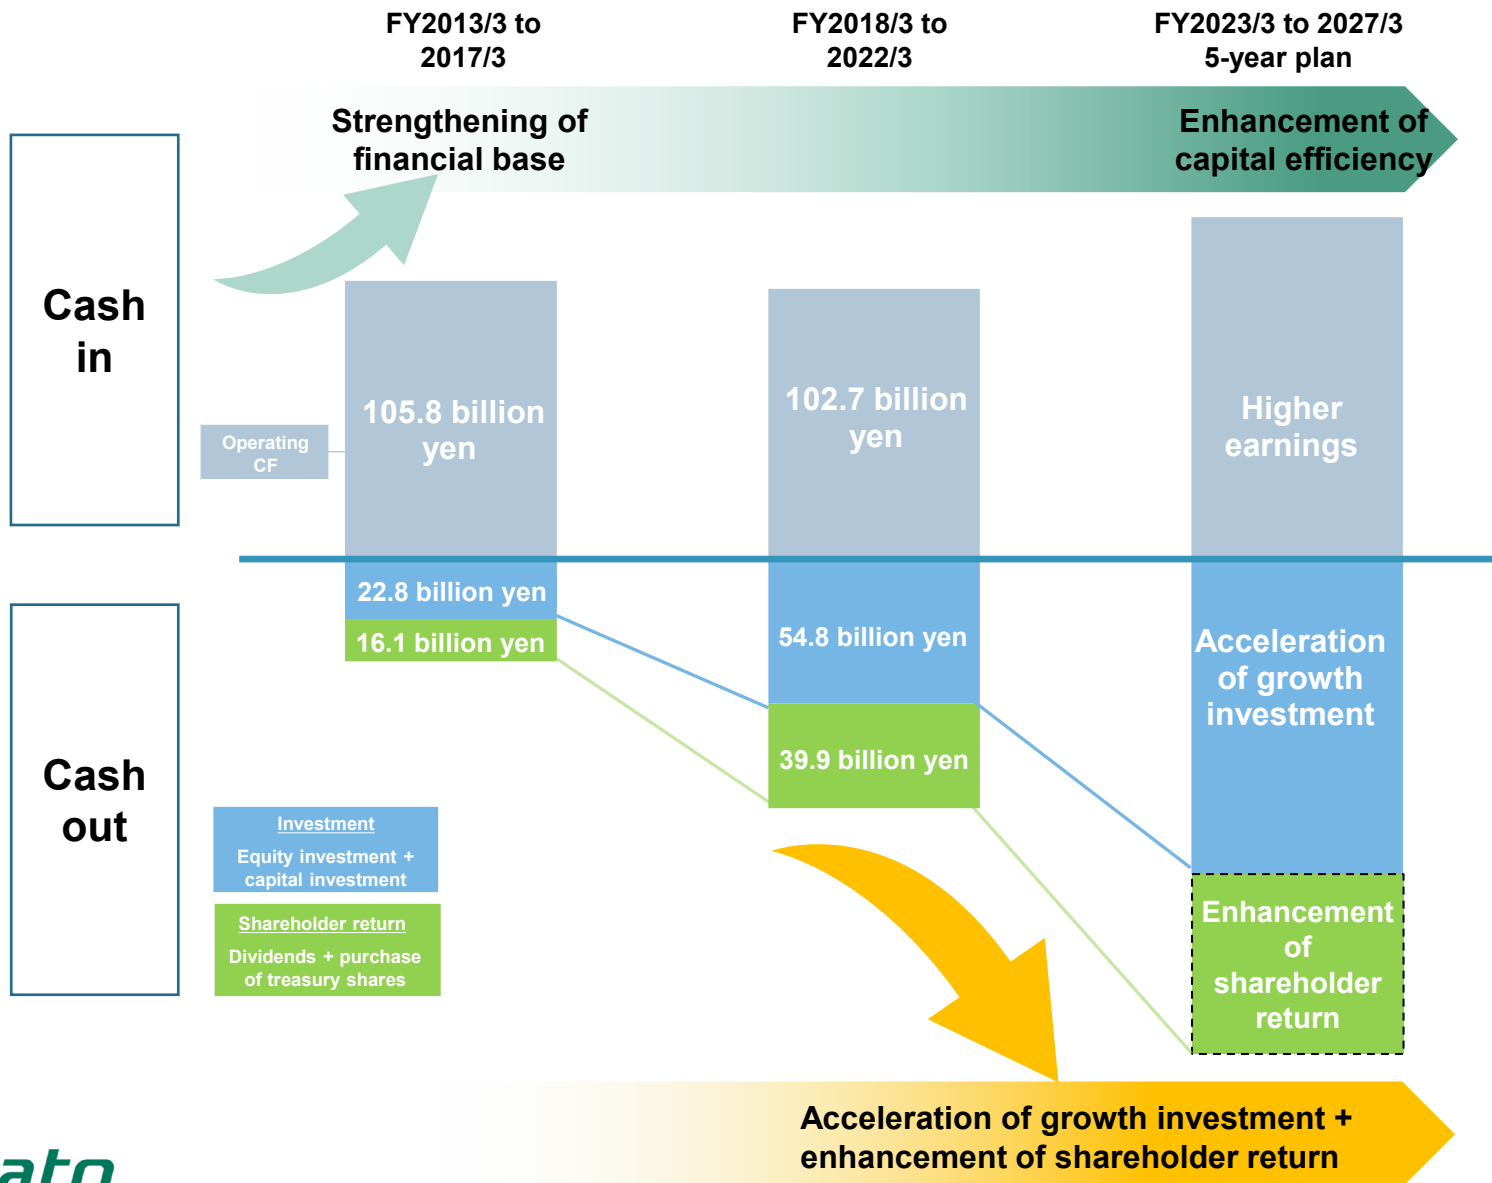 FY2013/3 to
2017/3
FY2018/3 to
2022/3
FY2023/3 to 2027/3
5-year plan
Strengthening of
financial base
Enhancement of
capital efficiency
Cash
in
Operating
CF
105.8 billion
yen
102.7 billion
yen
Higher
earnings
22.8 billion yen
16.1 billion yen
54.8 billion yen
39.9 billion yen
Acceleration
of growth
investment
Enhancement
of
shareholder
return
Cash
out
Investment
Equity investment +
capital investment
Shareholder return
Dividends + purchase
of treasury shares
Acceleration of growth investment +
enhancement of shareholder return